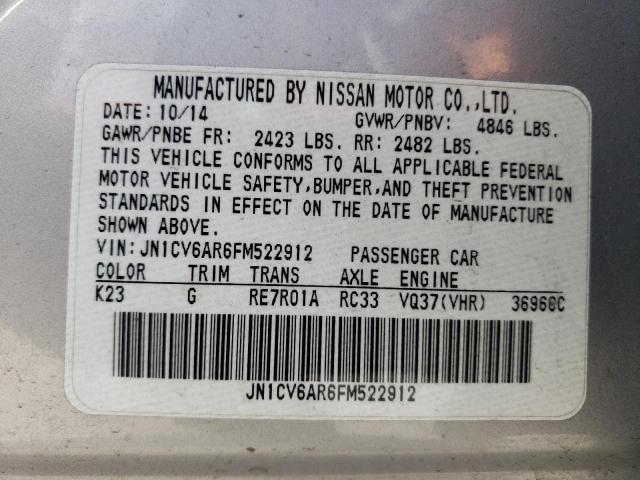 MANUFACTURED BY NISSAN MOTOR CO.,LTD.
DATE: 10/14 GVWR/PNBV: 4846 LBS.
GAWR/PNBE FR: 2423 LBS. RR: 2482 LBS.
THIS VEHICLE CONFORMS TO ALL APPLICABLE FEDERAL
MOTOR VEHICLE SAFETY,BUMPER,AND THEFT PREVENTION
STANDARDS IN EFFECT ON THE DATE OF MANUFACTURE
SHOWN ABOVE.
VIN:JN1CV6AR6FM522912 PASSENGER CAR
COLOR TRIM TRANS AXLE ENGINE
K23 G RE7R01A RC33 VQ37(VHR)
JN1CV6AR6FM522912